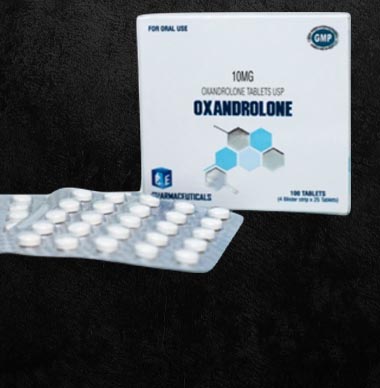 FOR ORAL USE
GMP
10MG
OXANDROLONE TABLETS USP
OXANDROLONE
PHARMACEUTICALS
100 TABLETS
(4 Blister strip x 25 Tablets)